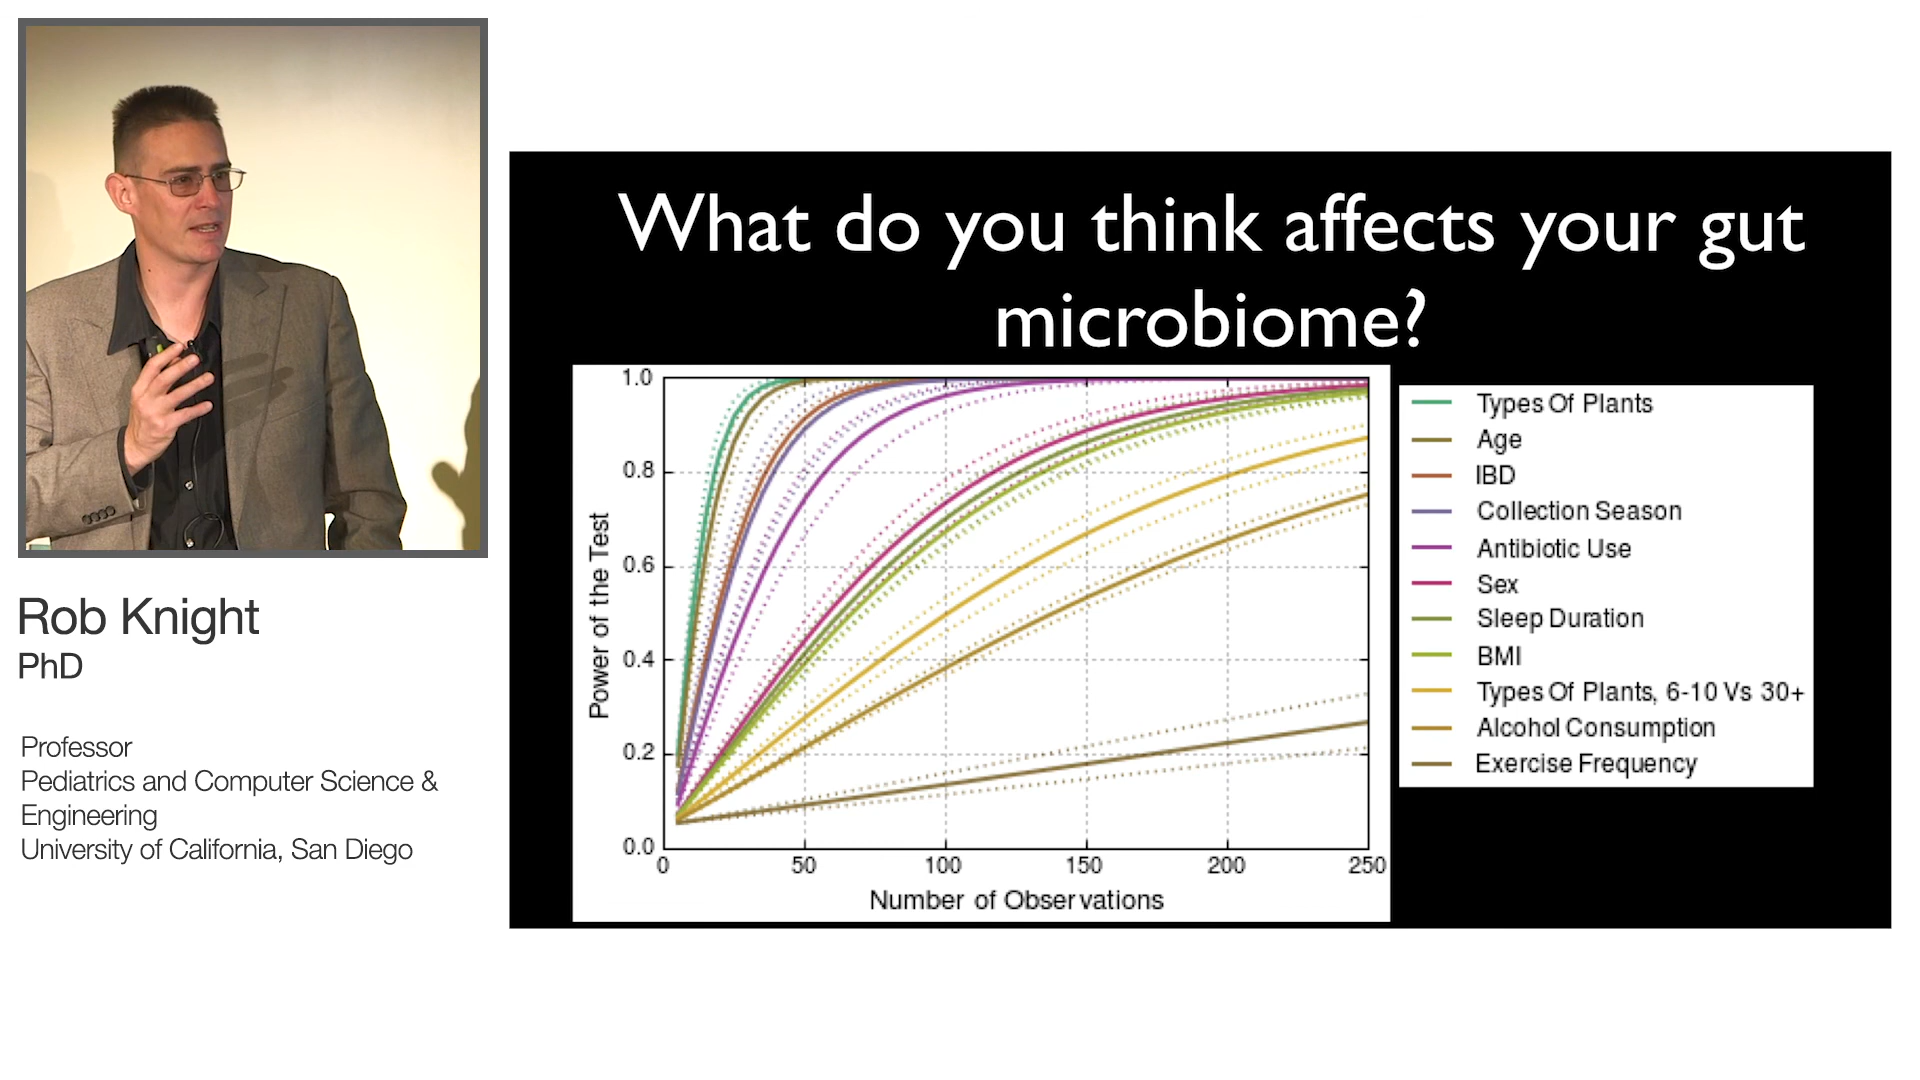 Rob Knight
PhD
Professor
Pediatrics and Computer Science &
Engineering
University of California, San Diego
What do you think affects your gut
microbiome?
1.0
0.8
0.6
0.4
0.2
0.0
Power of the Test
0 50 100 150 200 250
Number of Observations
Types Of Plants
Age
IBD
Collection Season
Antibiotic Use
Sex
Sleep Duration
BMI
Types Of Plants, 6-10 Vs 30+
Alcohol Consumption
Exercise Frequency